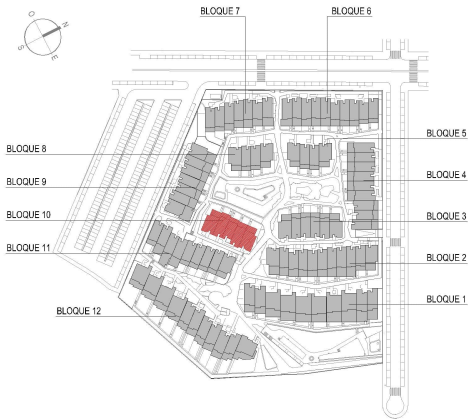 BLOQUE 7
BLOQUE 6
O
N
S
E
BLOQUE 5
BLOQUE 8
BLOQUE 4
BLOQUE 9
BLOQUE 10
BLOQUE 3
BLOQUE 11
BLOQUE 2
BLOQUE 1
BLOQUE 12